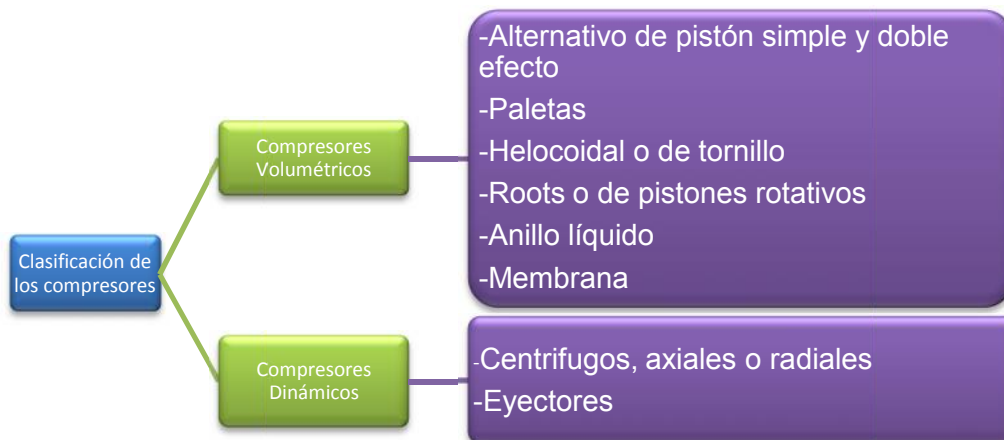 Clasificación de
los compresores
Compresores
Volumétricos
-Alternativo de pistón simple y doble
efecto
-Paletas
-Helocoidal o de tornillo
-Roots o de pistones rotativos
-Anillo líquido
-Membrana
Compresores
Dinámicos
-Centrifugos, axiales o radiales
-Eyectores